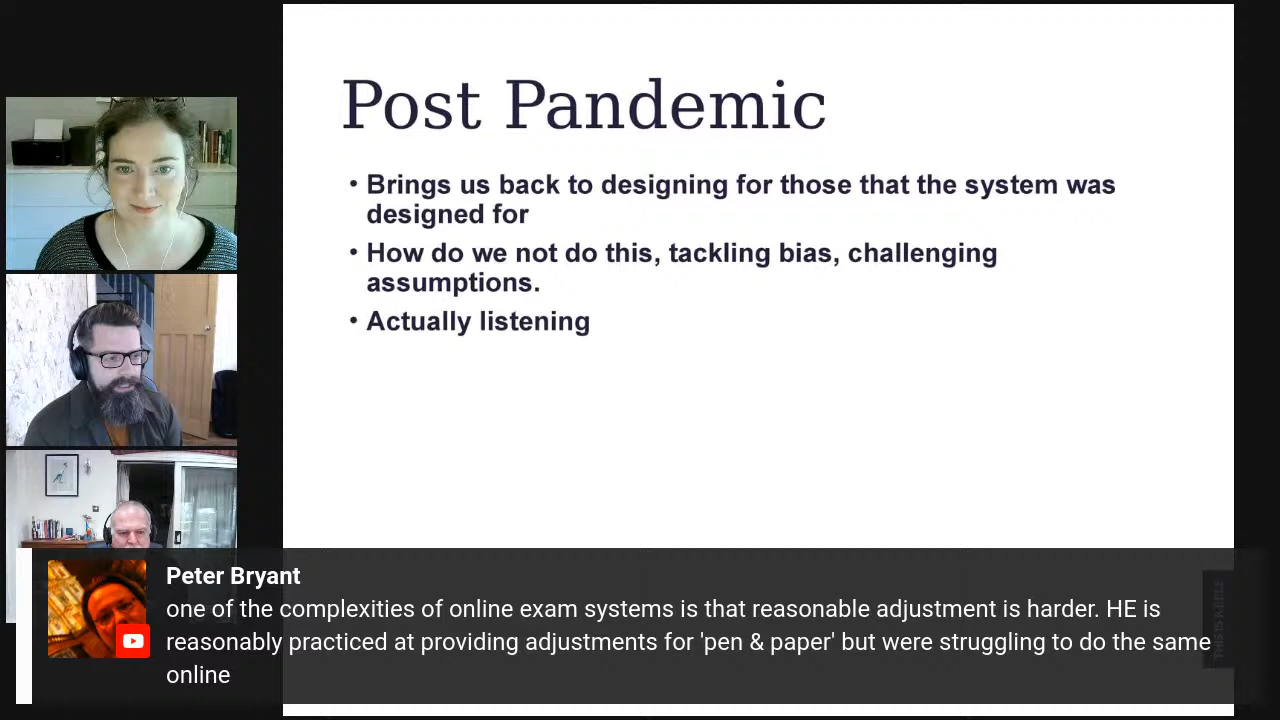 Post Pandemic
• Brings us back to designing for those that the system was
designed for
• How do we not do this, tackling bias, challenging
assumptions.
• Actually listening
Peter Bryant
one of the complexities of online exam systems is that reasonable adjustment is harder. HE is
reasonably practiced at providing adjustments for 'pen & paper' but were struggling to do the same
online
THIS IS KEELE